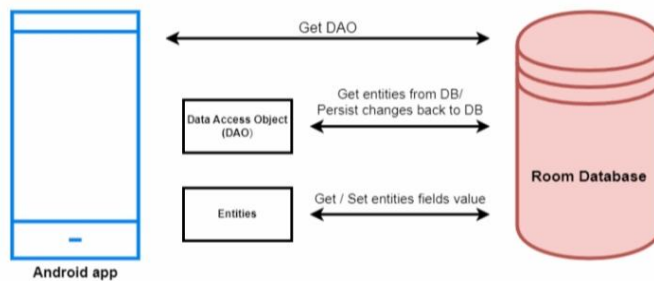 Get DAO
Get entities from DB/
Persist changes back to DB
Data Access Object
(DAO)
Room Database
Entities
Get / Set entities fields value
Android app